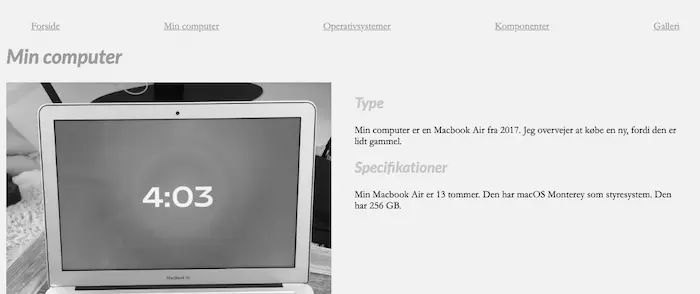 Forside
Min computer
Operativsystemer
Komponenter
Galleri
Min computer
4:03
MacBook Air
Type
Min computer er en Macbook Air fra 2017. Jeg overvejer at købe en ny, fordi den er
lidt gammel.
Specifikationer
Min Macbook Air er 13 tommer. Den har macOS Monterey som styresystem. Den
har 256 GB.